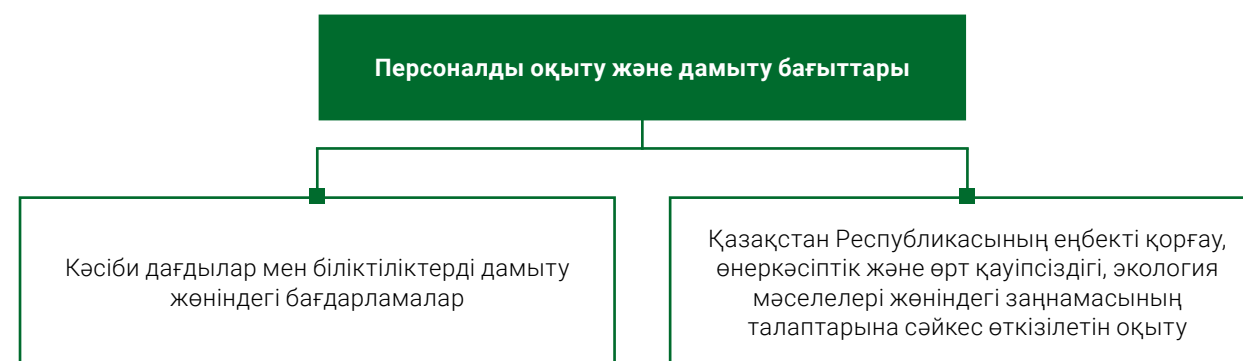 Персоналды оқыту және дамыту бағыттары
Кәсіби дағдылар мен біліктіліктерді дамыту
жөніндегі бағдарламалар
Қазақстан Республикасының еңбекті қорғау,
өнеркәсіптік және өрт қауіпсіздігі, экология
мәселелері жөніндегі заңнамасының
талаптарына сәйкес өткізілетін оқыту